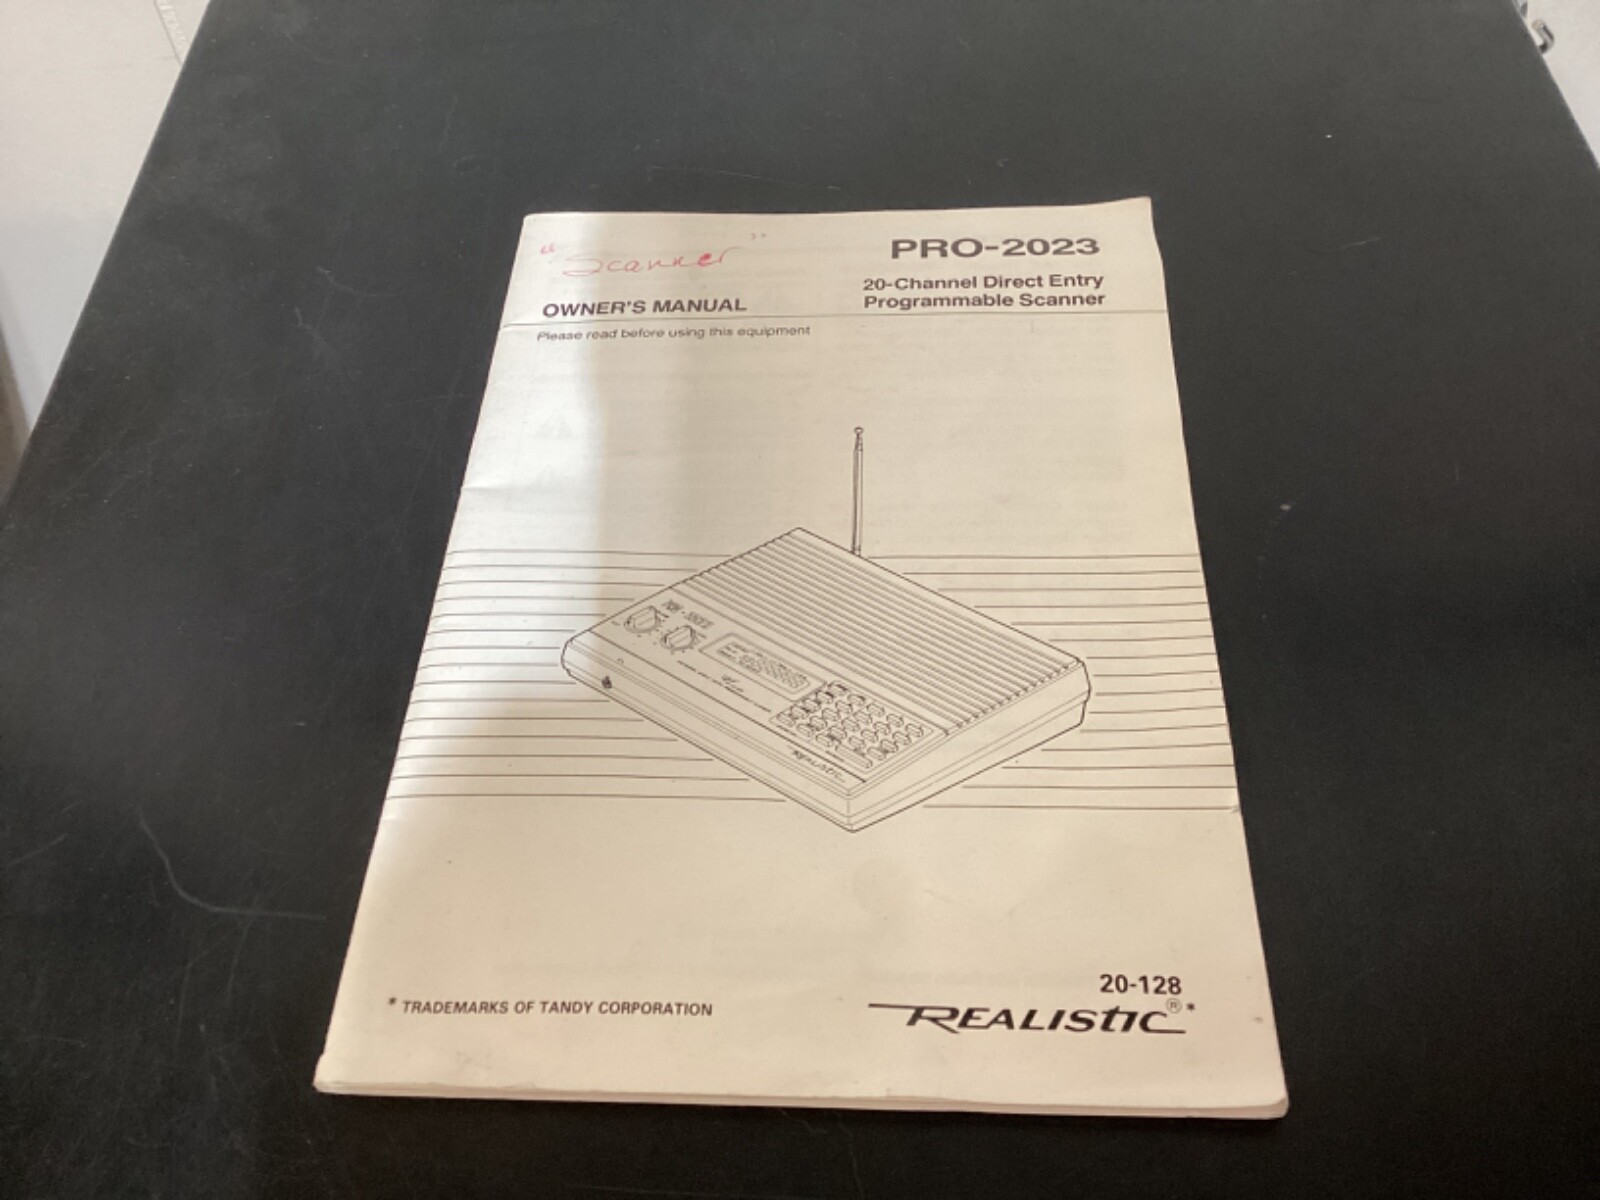 "Scanner"
PRO-2023
20-Channel Direct Entry
Programmable Scanner
OWNER'S MANUAL
Please read before using this equipment
REALISTIC
20-128
* TRADEMARKS OF TANDY CORPORATION
REALISTIC®*